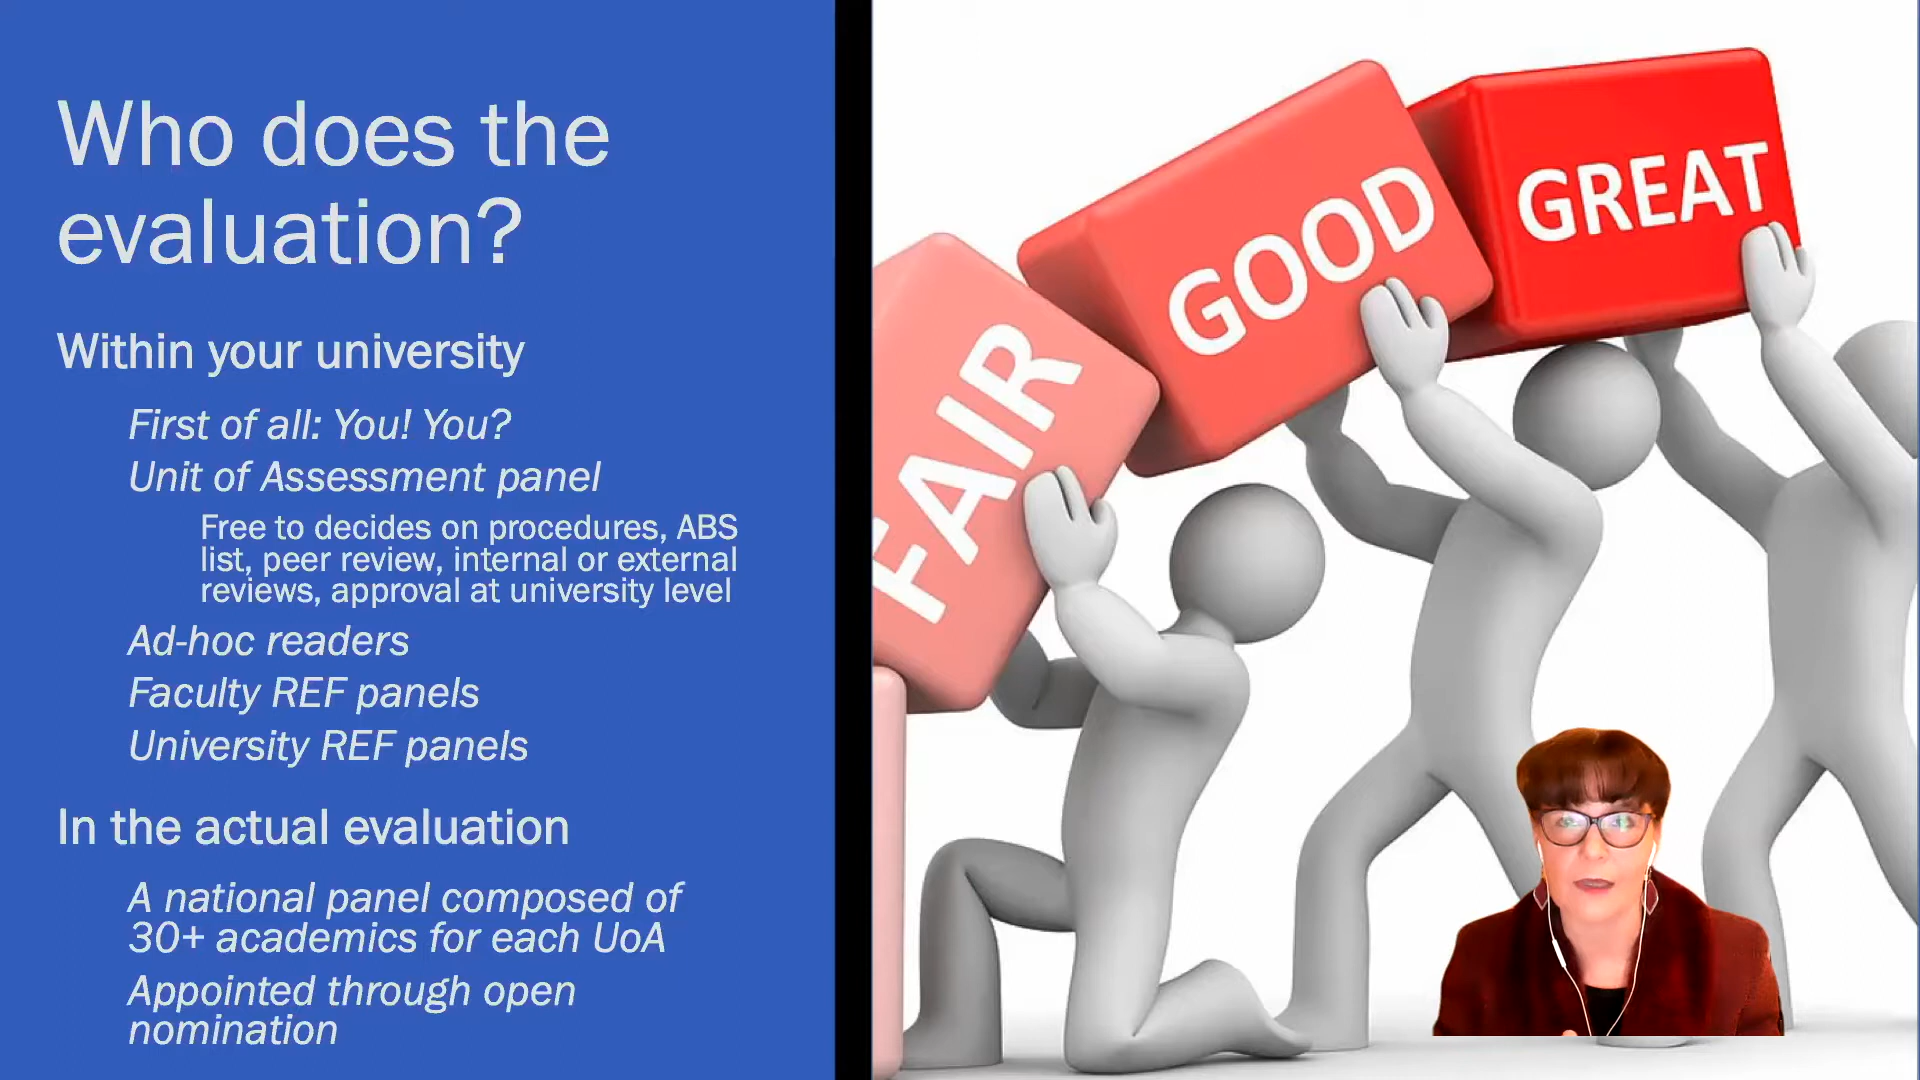 Who does the
evaluation?
Within your university
First of all: You! You?
Unit of Assessment panel
Free to decides on procedures, ABS
list, peer review, internal or external
reviews, approval at university level
Ad-hoc readers
Faculty REF panels
University REF panels
In the actual evaluation
A national panel composed of
30+ academics for each UoA
Appointed through open
nomination
FAIR
GOOD
GREAT